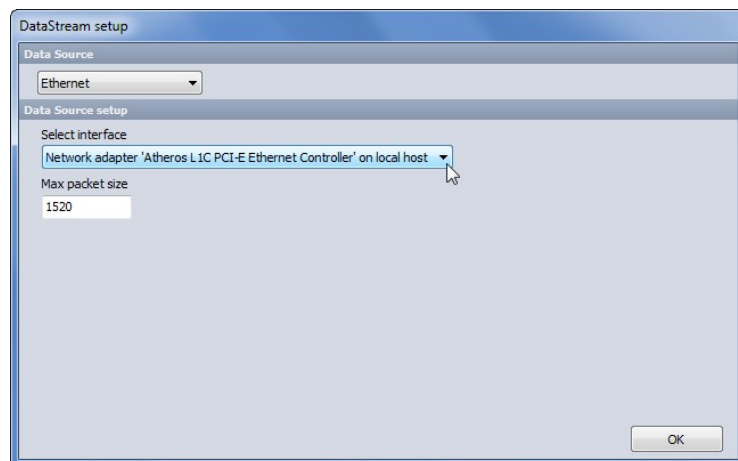 DataStream setup
Data Source
Ethernet
Data Source setup
Select interface
Network adapter 'Atheros L1C PCI-E Ethernet Controller' on local host
Max packet size
1520
OK